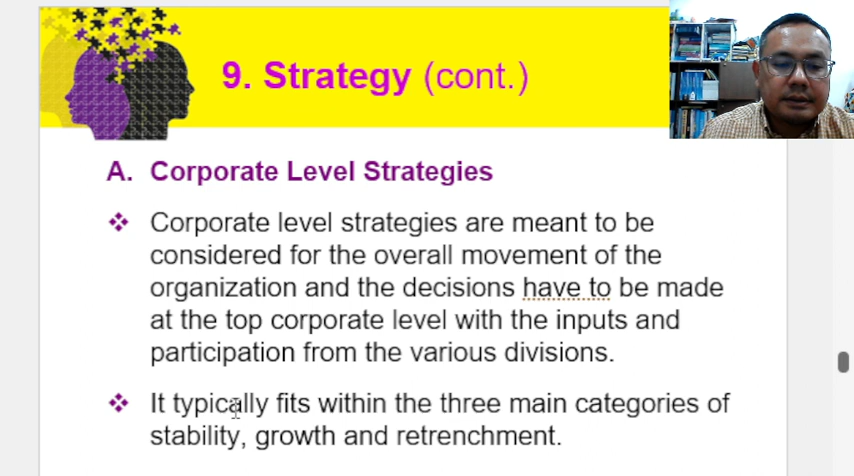 9. Strategy (cont.)
A. Corporate Level Strategies
❖ Corporate level strategies are meant to be
considered for the overall movement of the
organization and the decisions have to be made
at the top corporate level with the inputs and
participation from the various divisions.
❖ It typically fits within the three main categories of
stability, growth and retrenchment.